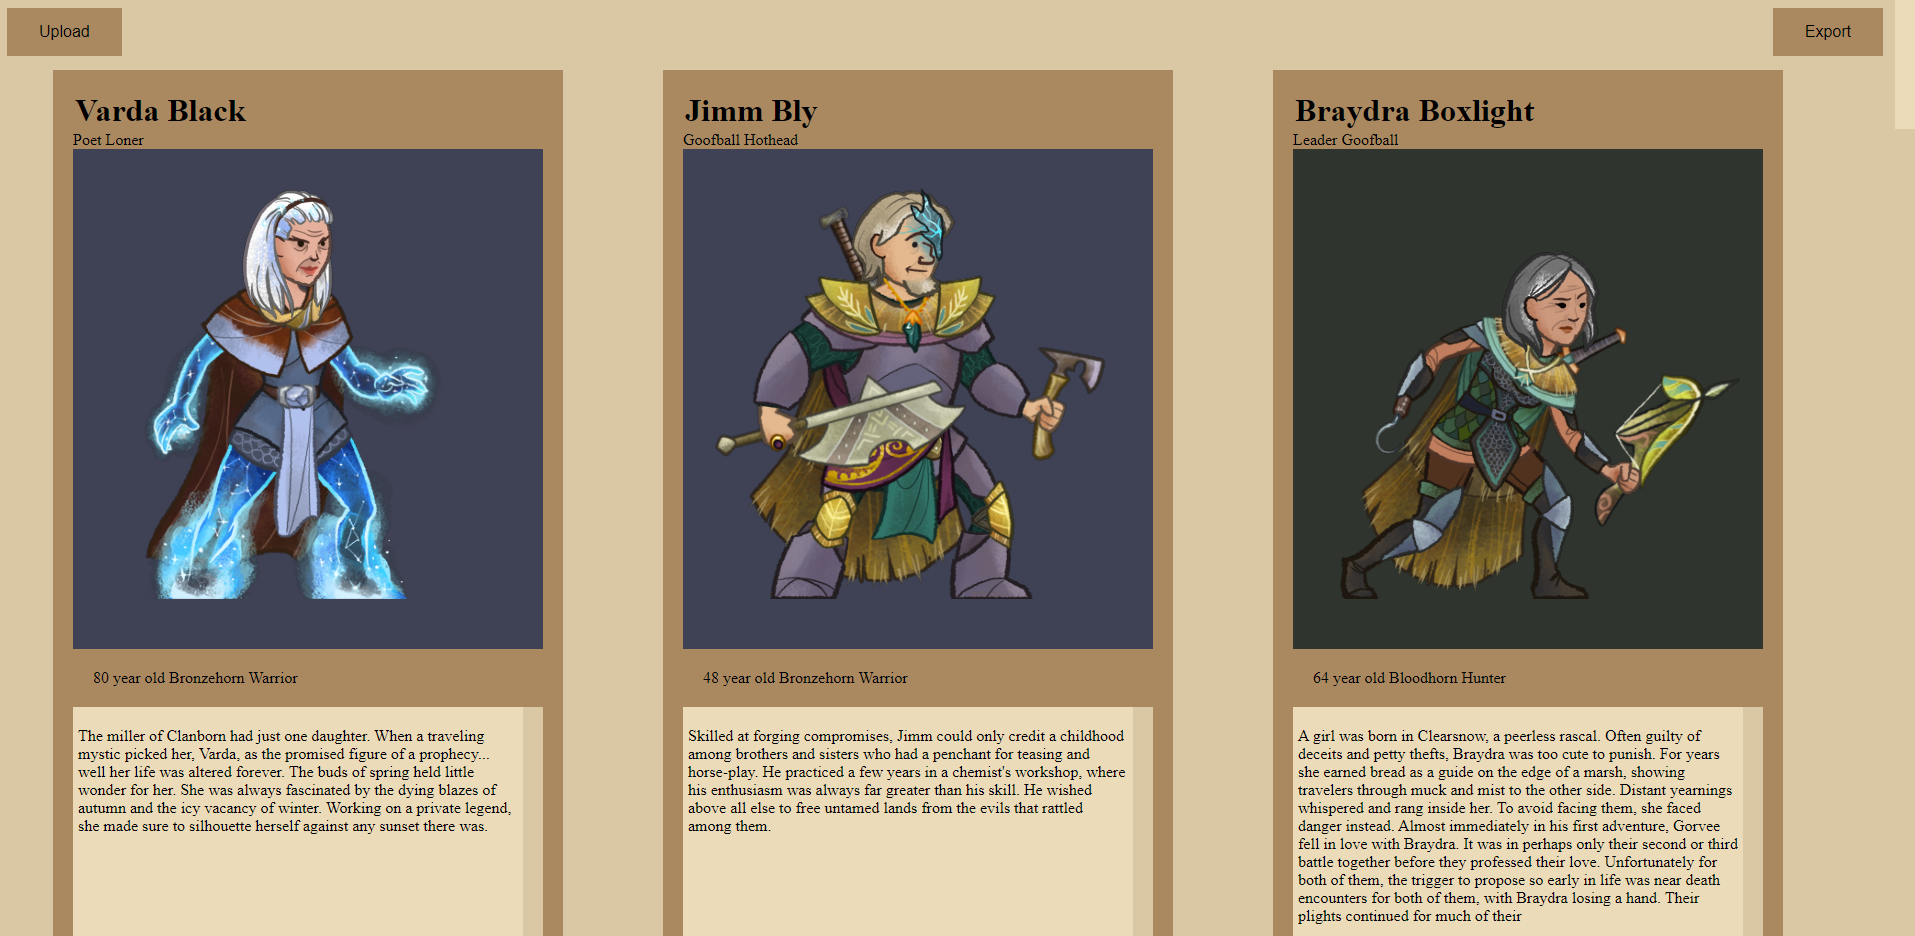 Upload
Export
Varda Black
Poet Loner
80 year old Bronzehorn Warrior
The miller of Clanborn had just one daughter. When a traveling
mystic picked her, Varda, as the promised figure of a prophecy...
well her life was altered forever. The buds of spring held little
wonder for her. She was always fascinated by the dying blazes of
autumn and the icy vacancy of winter. Working on a private legend,
she made sure to silhouette herself against any sunset there was.
Jimm Bly
Goofball Hothead
48 year old Bronzehorn Warrior
Skilled at forging compromises, Jimm could only credit a childhood
among brothers and sisters who had a penchant for teasing and
horse-play. He practiced a few years in a chemist's workshop, where
his enthusiasm was always far greater than his skill. He wished
above all else to free untamed lands from the evils that rattled
among them.
Braydra Boxlight
Leader Goofball
64 year old Bloodhorn Hunter
A girl was born in Clearsnow, a peerless rascal. Often guilty of
deceits and petty thefts, Braydra was too cute to punish. For years
she earned bread as a guide on the edge of a marsh, showing
travelers through muck and mist to the other side. Distant yearnings
whispered and rang inside her. To avoid facing them, she faced
danger instead. Almost immediately in his first adventure, Gorvee
fell in love with Braydra. It was in perhaps only their second or third
battle together before they professed their love. Unfortunately for
both of them, the trigger to propose so early in life was near death
encounters for both of them, with Braydra losing a hand. Their
plights continued for much of their